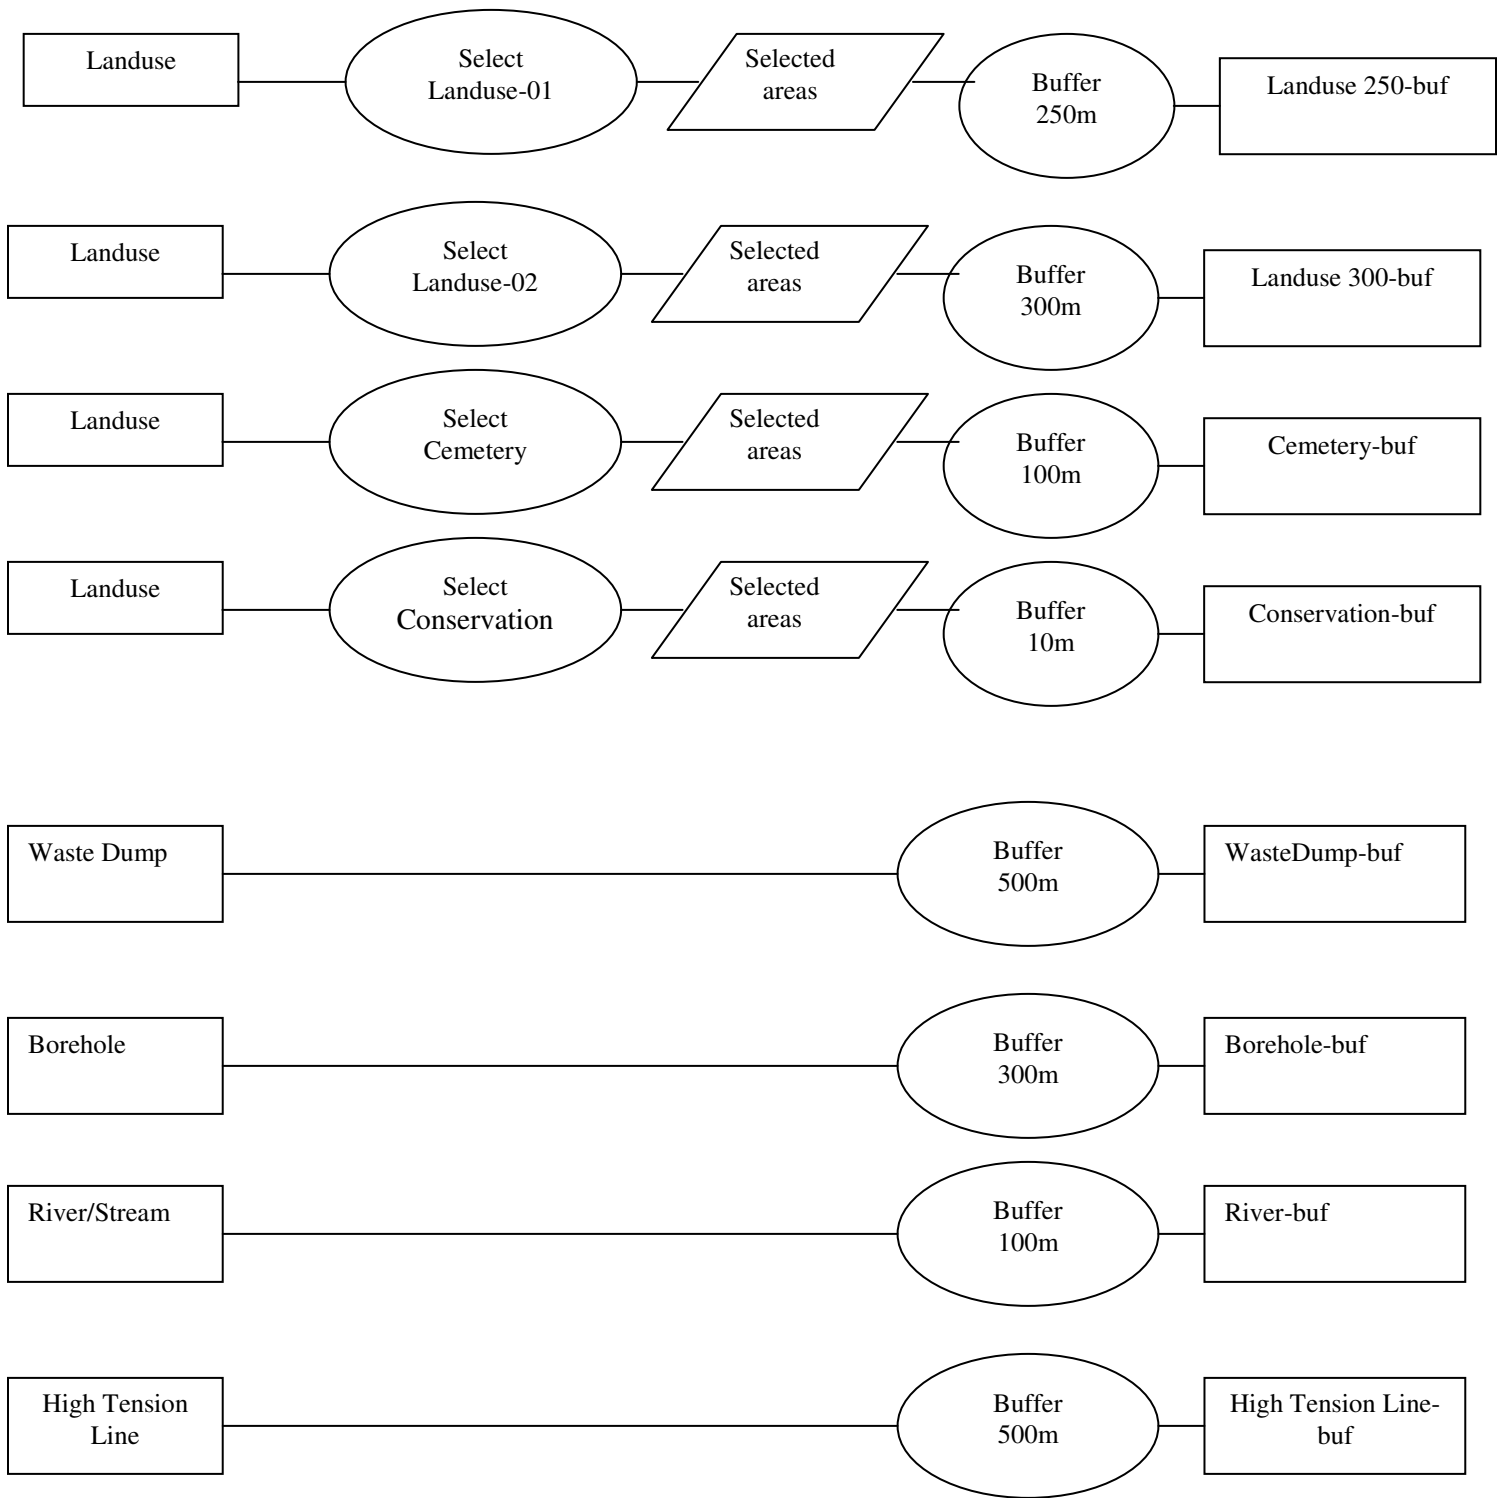 Landuse
Select
Landuse-01
Selected
areas
Buffer
250m
Landuse 250-buf
Landuse
Select
Landuse-02
Selected
areas
Buffer
300m
Landuse 300-buf
Landuse
Select
Cemetery
Selected
areas
Buffer
100m
Cemetery-buf
Landuse
Select
Conservation
Selected
areas
Buffer
10m
Conservation-buf
Waste Dump
Buffer
500m
WasteDump-buf
Borehole
Buffer
300m
Borehole-buf
River/Stream
Buffer
100m
River-buf
High Tension
Line
Buffer
500m
High Tension Line-
buf